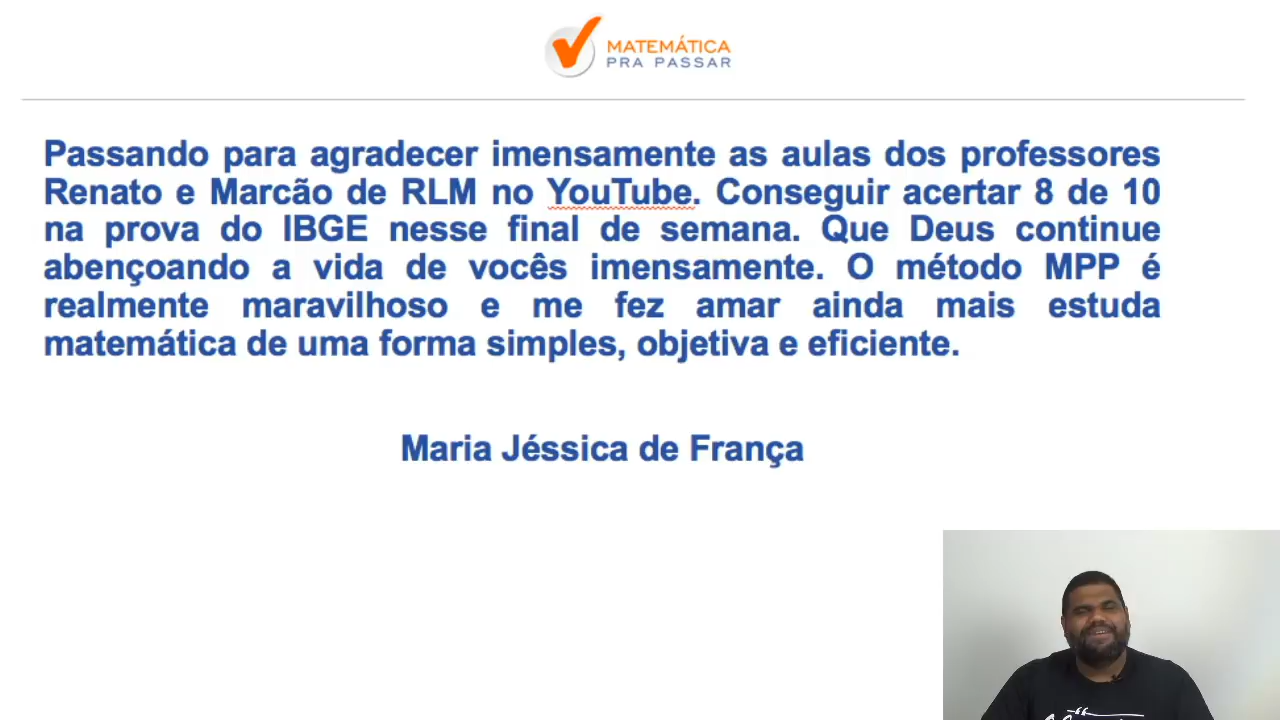 MATEMÁTICA
PRA PASSAR
Passando para agradecer imensamente as aulas dos professores
Renato e Marcão de RLM no YouTube. Conseguir acertar 8 de 10
na prova do IBGE nesse final de semana. Que Deus continue
abençoando a vida de vocês imensamente. O método MPP é
realmente maravilhoso e me fez amar ainda mais estuda
matemática de uma forma simples, objetiva e eficiente.
Maria Jéssica de França